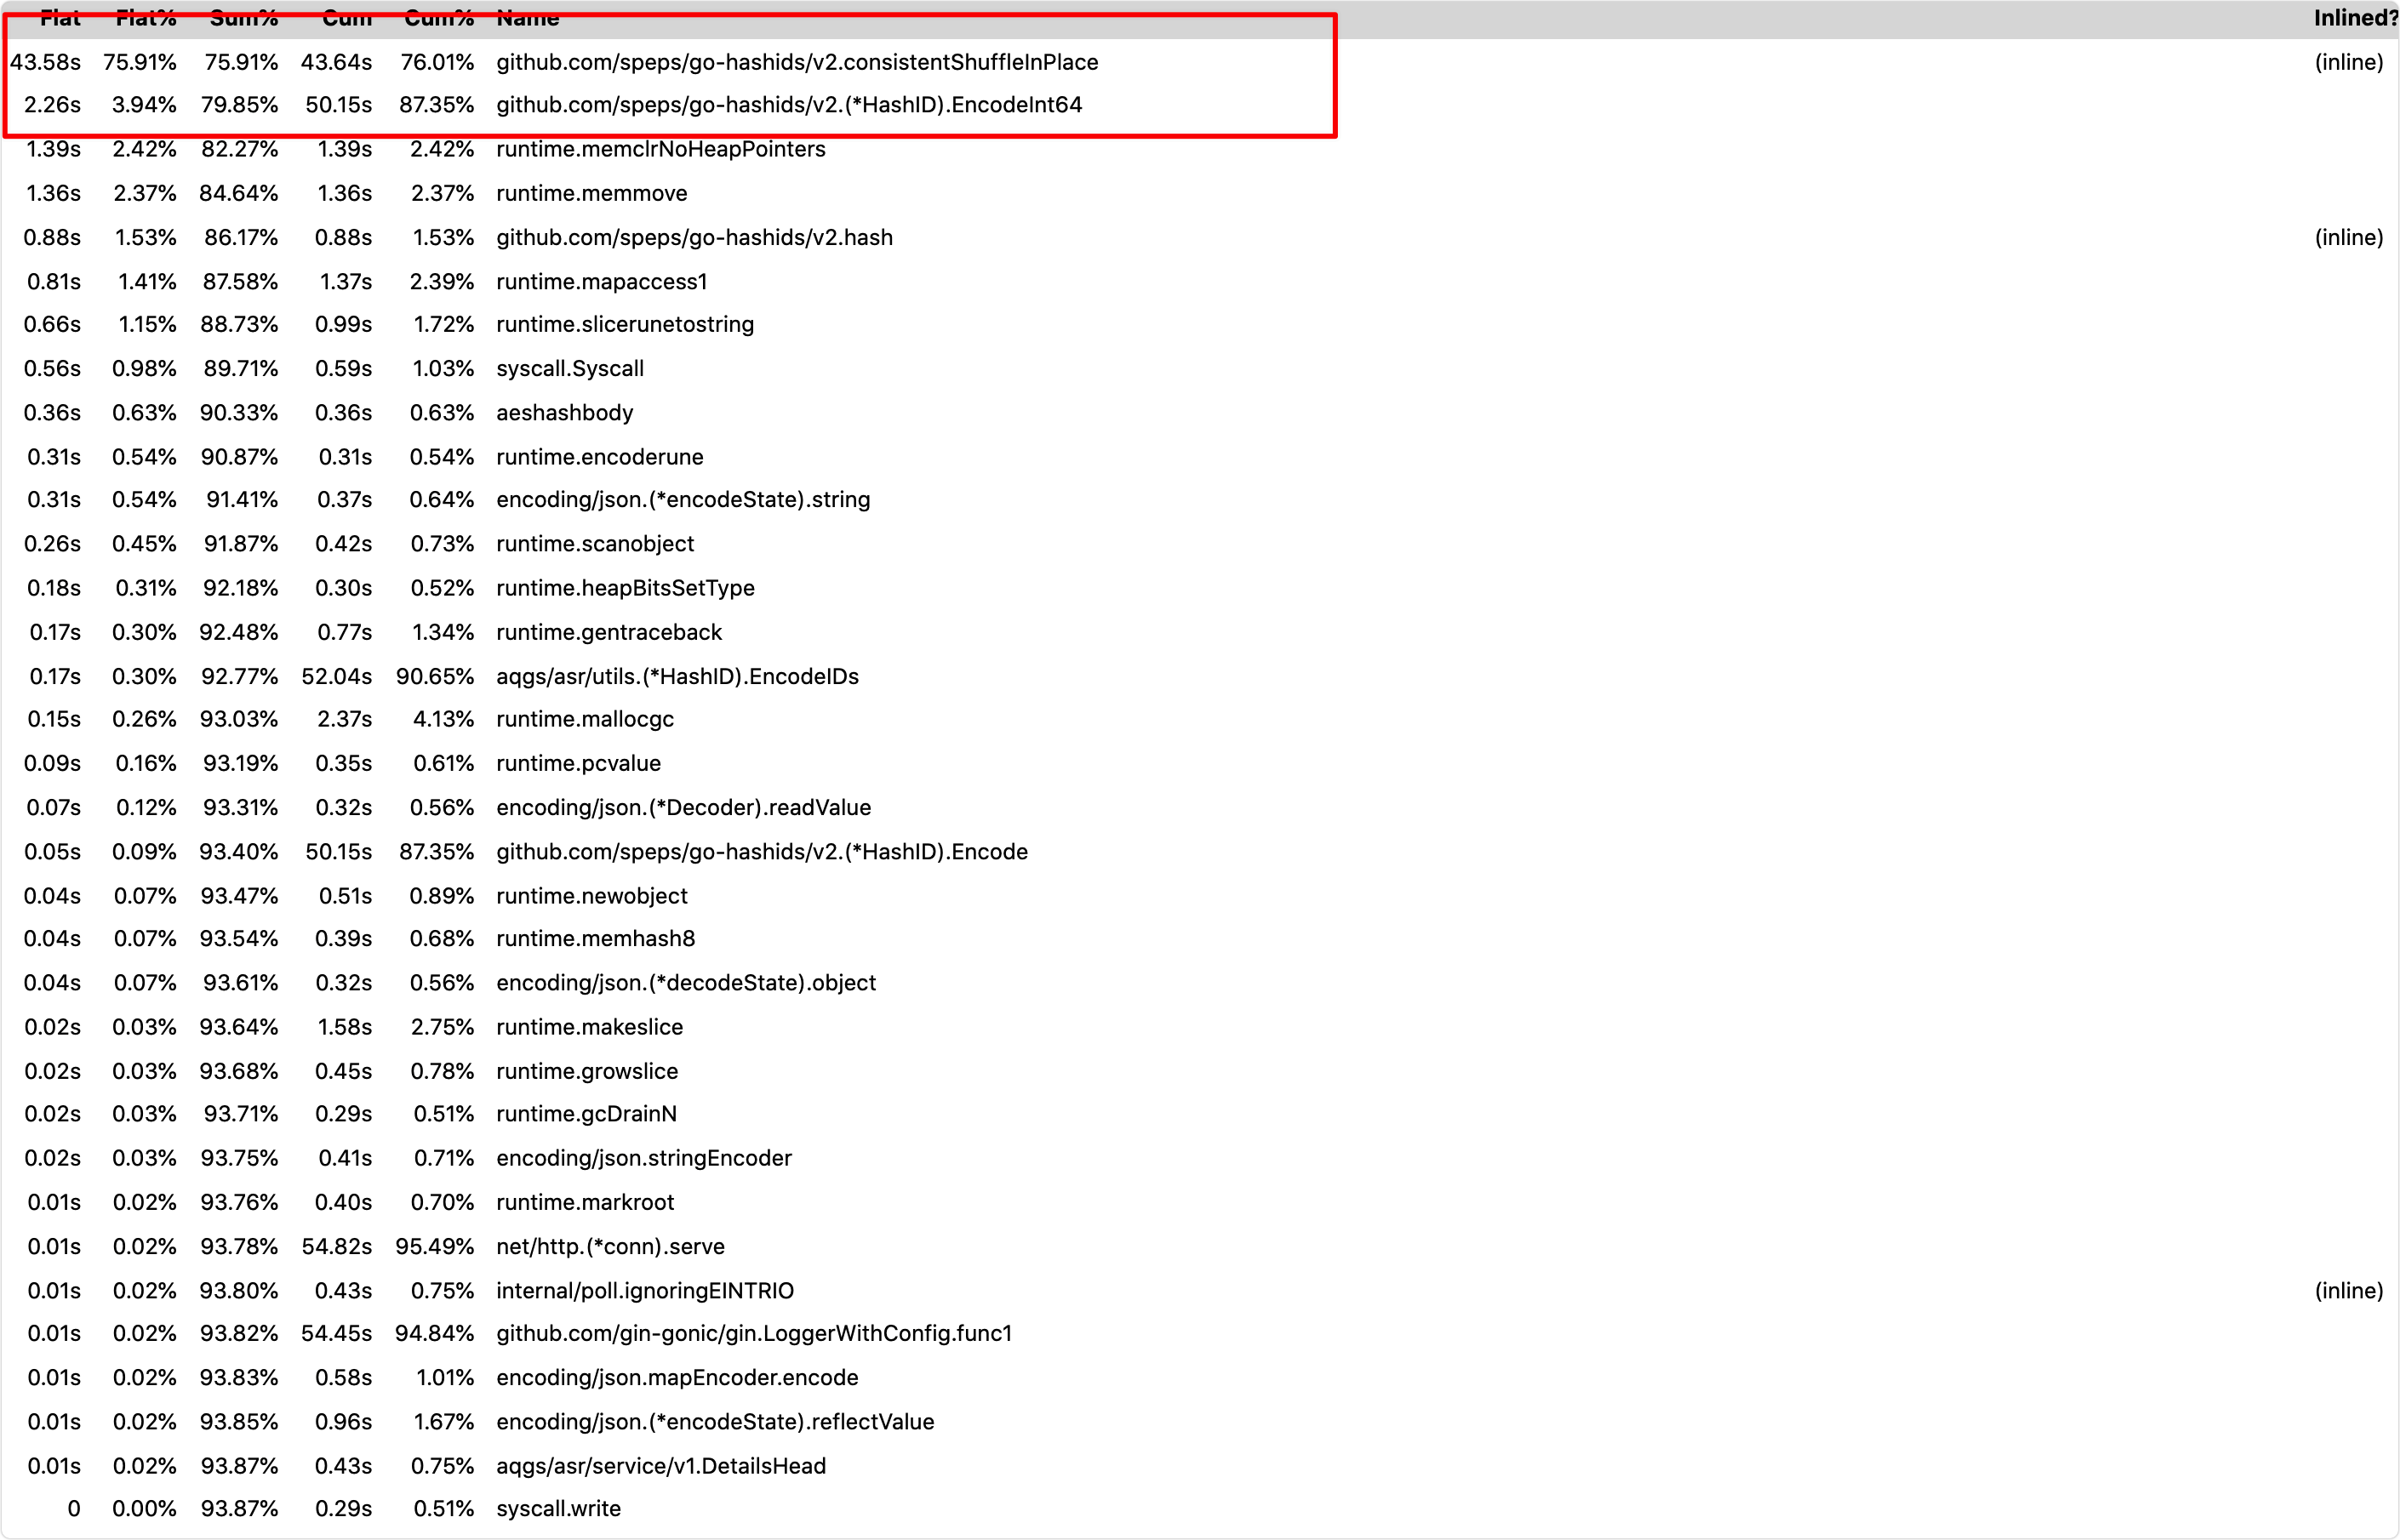 Flat Flat% Sum% Cum Cum% Name Inlined?
43.58s 75.91% 75.91% 43.64s 76.01% github.com/speps/go-hashids/v2.consistentShuffleInPlace (inline)
2.26s 3.94% 79.85% 50.15s 87.35% github.com/speps/go-hashids/v2.(*HashID).EncodeInt64
1.39s 2.42% 82.27% 1.39s 2.42% runtime.memclrNoHeapPointers
1.36s 2.37% 84.64% 1.36s 2.37% runtime.memmove
0.88s 1.53% 86.17% 0.88s 1.53% github.com/speps/go-hashids/v2.hash (inline)
0.81s 1.41% 87.58% 1.37s 2.39% runtime.mapaccess1
0.66s 1.15% 88.73% 0.99s 1.72% runtime.slicerunetostring
0.56s 0.98% 89.71% 0.59s 1.03% syscall.Syscall
0.36s 0.63% 90.33% 0.36s 0.63% aeshashbody
0.31s 0.54% 90.87% 0.31s 0.54% runtime.encoderune
0.31s 0.54% 91.41% 0.37s 0.64% encoding/json.(*encodeState).string
0.26s 0.45% 91.87% 0.42s 0.73% runtime.scanobject
0.18s 0.31% 92.18% 0.30s 0.52% runtime.heapBitsSetType
0.17s 0.30% 92.48% 0.77s 1.34% runtime.gentraceback
0.17s 0.30% 92.77% 52.04s 90.65% aqgs/asr/utils.(*HashID).EncodeIDs
0.15s 0.26% 93.03% 2.37s 4.13% runtime.mallocgc
0.09s 0.16% 93.19% 0.35s 0.61% runtime.pcvalue
0.07s 0.12% 93.31% 0.32s 0.56% encoding/json.(*Decoder).readValue
0.05s 0.09% 93.40% 50.15s 87.35% github.com/speps/go-hashids/v2.(*HashID).Encode
0.04s 0.07% 93.47% 0.51s 0.89% runtime.newobject
0.04s 0.07% 93.54% 0.39s 0.68% runtime.memhash8
0.04s 0.07% 93.61% 0.32s 0.56% encoding/json.(*decodeState).object
0.02s 0.03% 93.64% 1.58s 2.75% runtime.makeslice
0.02s 0.03% 93.68% 0.45s 0.78% runtime.growslice
0.02s 0.03% 93.71% 0.29s 0.51% runtime.gcDrainN
0.02s 0.03% 93.75% 0.41s 0.71% encoding/json.stringEncoder
0.01s 0.02% 93.76% 0.40s 0.70% runtime.markroot
0.01s 0.02% 93.78% 54.82s 95.49% net/http.(*conn).serve
0.01s 0.02% 93.80% 0.43s 0.75% internal/poll.ignoringEINTRIO (inline)
0.01s 0.02% 93.82% 54.45s 94.84% github.com/gin-gonic/gin.LoggerWithConfig.func1
0.01s 0.02% 93.83% 0.58s 1.01% encoding/json.mapEncoder.encode
0.01s 0.02% 93.85% 0.96s 1.67% encoding/json.(*encodeState).reflectValue
0.01s 0.02% 93.87% 0.43s 0.75% aqgs/asr/service/v1.DetailsHead
0 0.00% 93.87% 0.29s 0.51% syscall.write